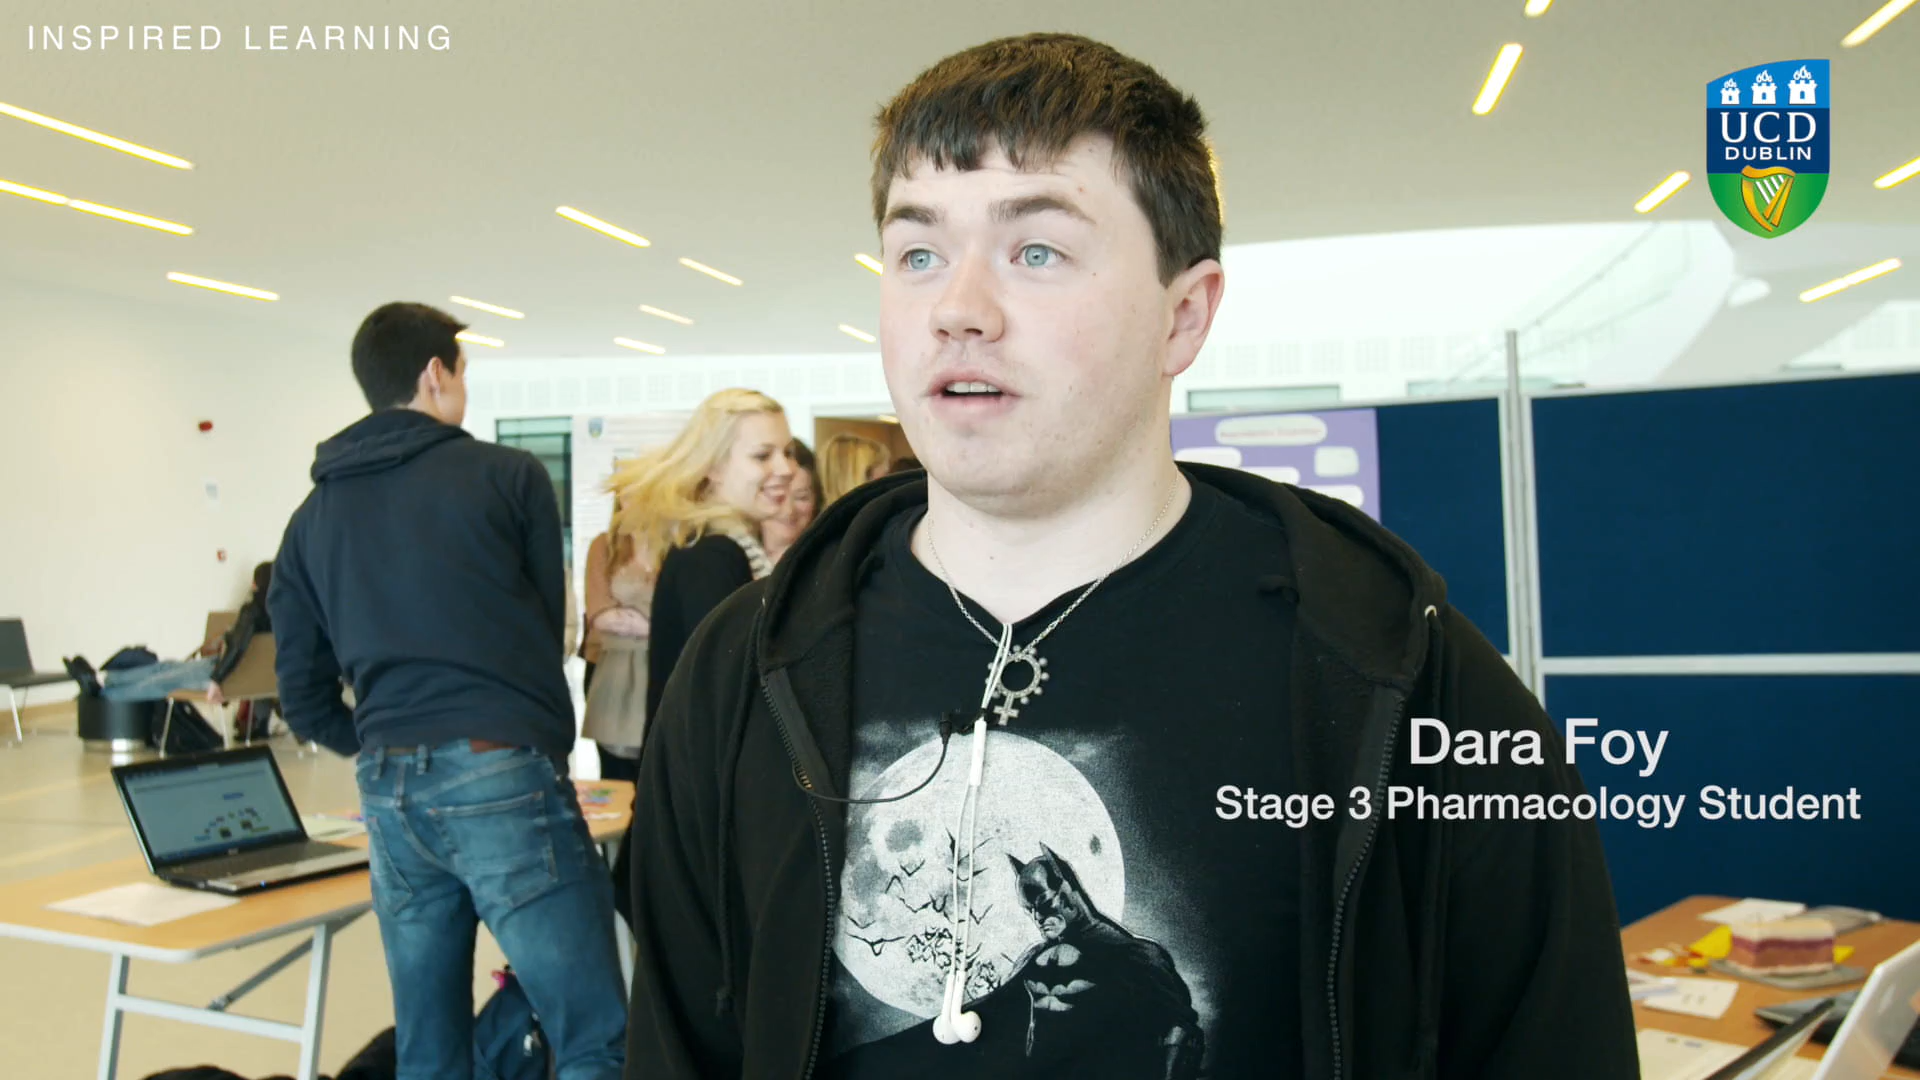 INSPIRED LEARNING
UCD
DUBLIN
Dara Foy
Stage 3 Pharmacology Student